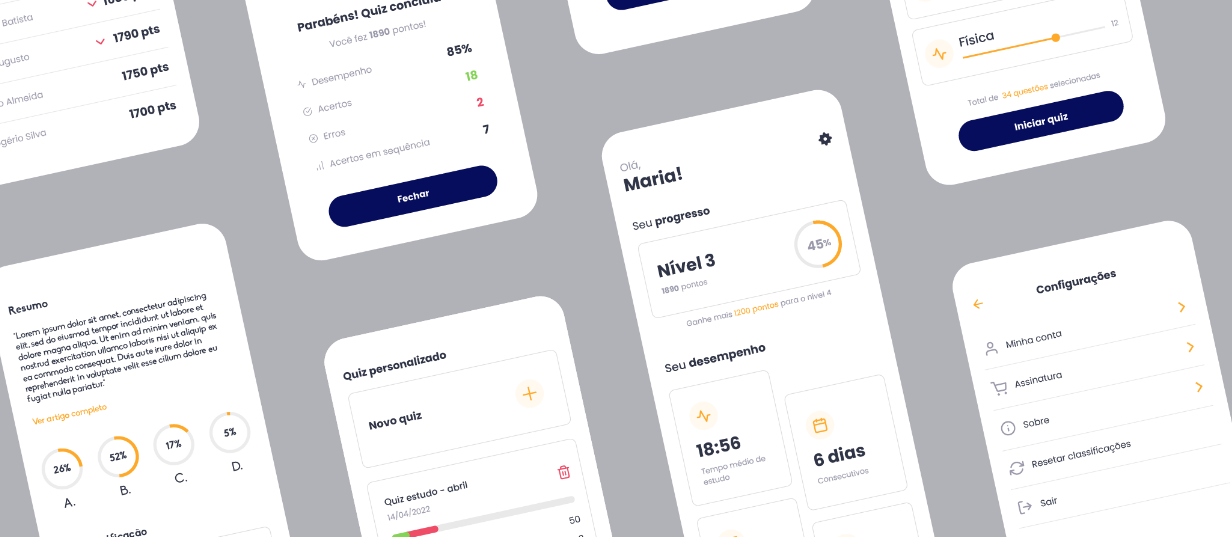 Batista
1790 pts
Almeida
1750 pts
Silva
1700 pts
Parabéns! Quiz
Você fez 1890 pontos!
Desempenho
85%
Acertos
18
Erros
2
Acertos em sequência
7
Fechar
Física
12
Total de 34 questões selecionadas
Iniciar quiz
Resumo
"Lorem ipsum dolor sit amet, consectetur adipiscing
elit, sed do eiusmod tempor incididunt ut labore et
dolore magna aliqua. Ut enim ad minim veniam, quis
nostrud exercitation ullamco laboris nisi ut aliquip ex
ea commodo consequat. Duis aute irure dolor in
reprehenderit in voluptate velit esse cillum dolore eu
fugiat nulla pariatur."
Ver artigo completo
26%
52%
17%
5%
A.
B.
C.
D.
Quiz personalizado
Novo quiz
Quiz estudo - abril
14/04/2022
50
Olá,
Maria!
Seu progresso
Nível 3
1890 pontos
45%
Ganhe mais 1200 pontos para o nível 4
Seu desempenho
18:56
Tempo médio de
estudo
6 dias
Consecutivos
Configurações
Minha conta
Assinatura
Sobre
Resetar classificações
Sair